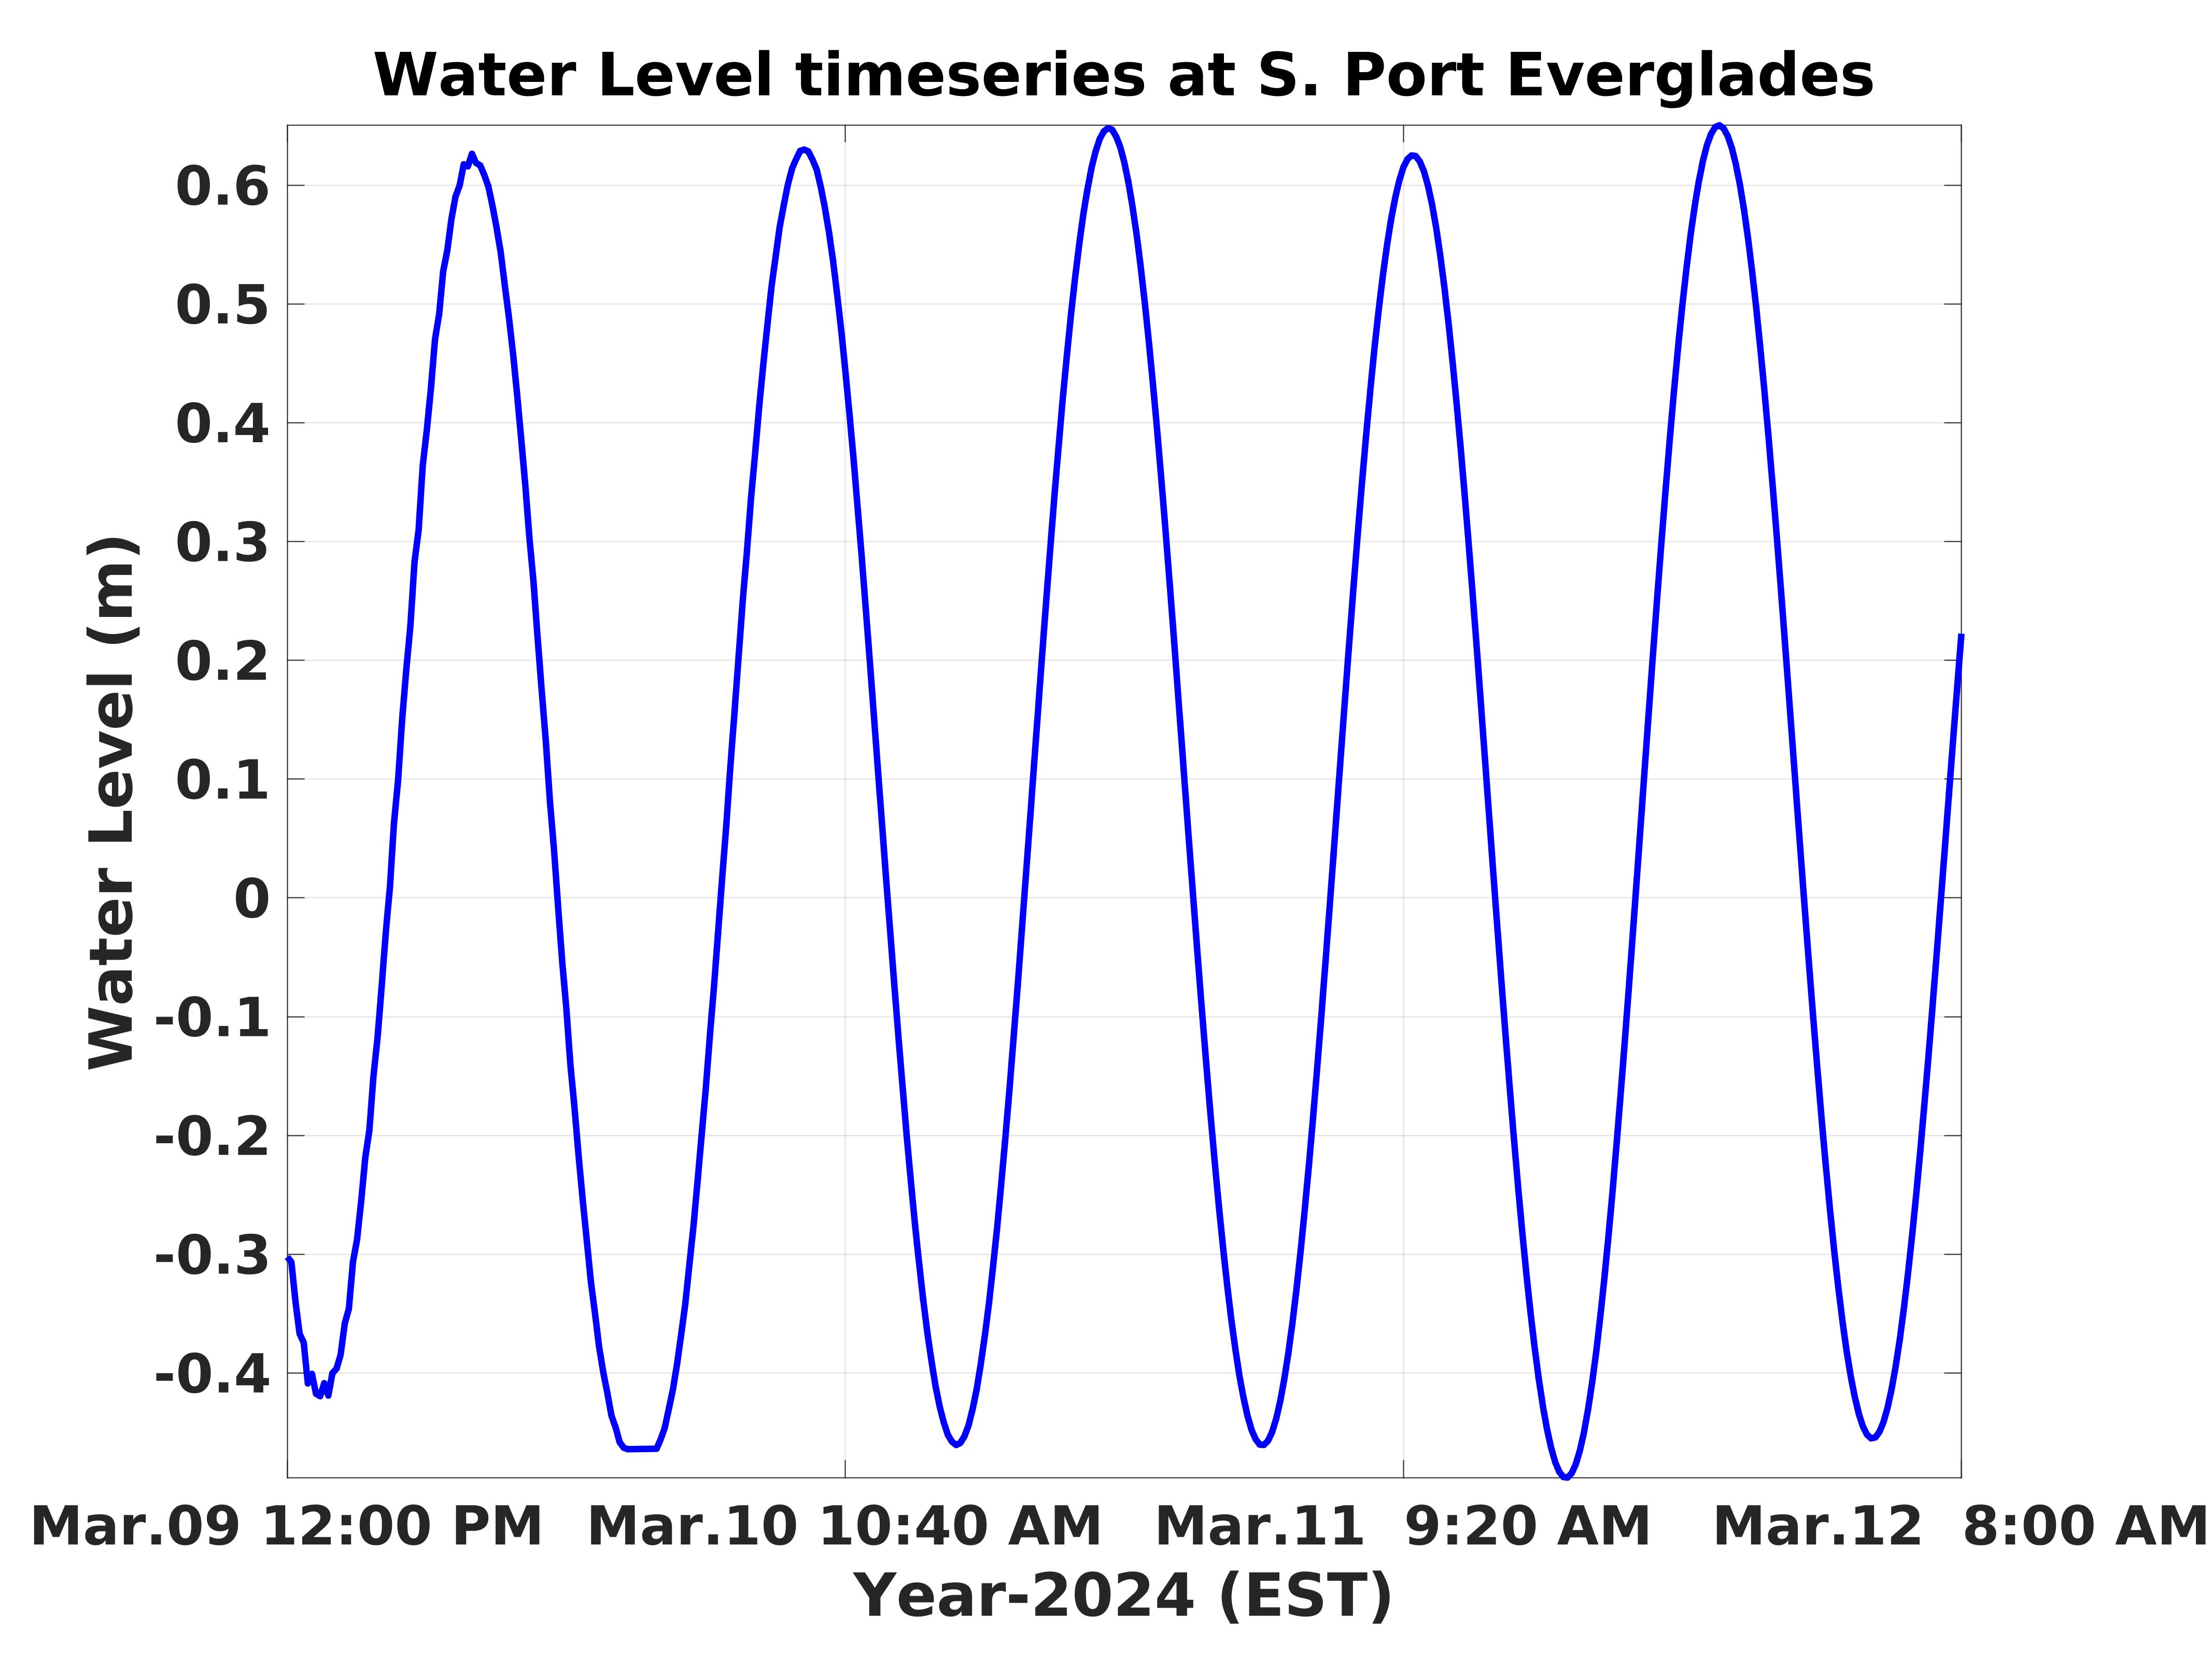 Water Level timeseries at S. Port Everglades
Water Level (m)
0.6
0.5
0.4
0.3
0.2
0.1
0
-0.1
-0.2
-0.3
-0.4
Mar.09 12:00 PM Mar.10 10:40 AM Mar.11 9:20 AM Mar.12 8:00 AM
Year-2024 (EST)